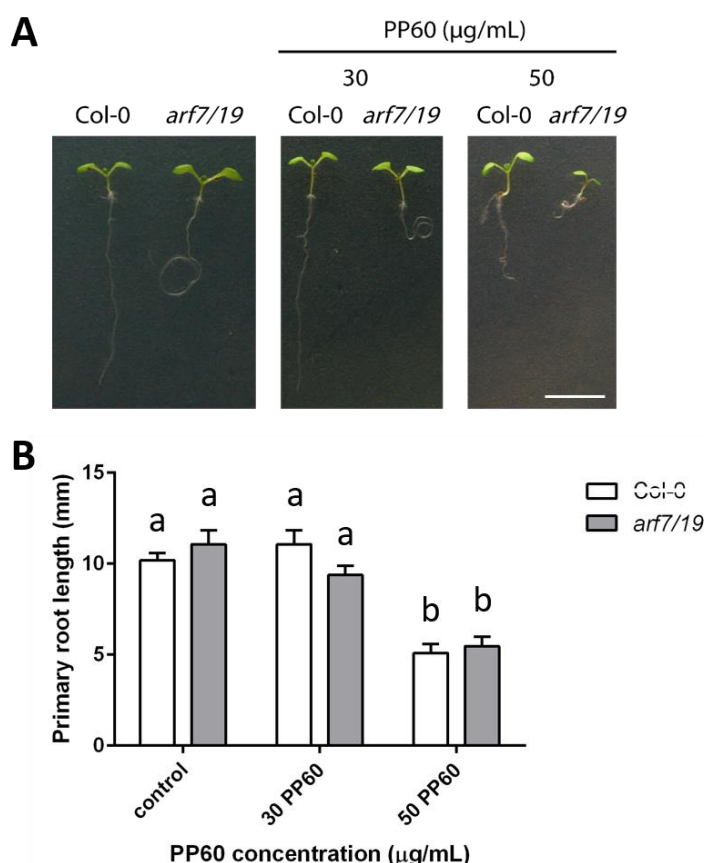 A
PP60 (µg/mL)
30 50
Col-0 arf7/19 Col-0 arf7/19 Col-0 arf7/19
B
Primary root length (mm)
15
10
5
0
a a a a b b
Col-0
arf7/19
control 30 PP60 50 PP60
PP60 concentration (µg/mL)